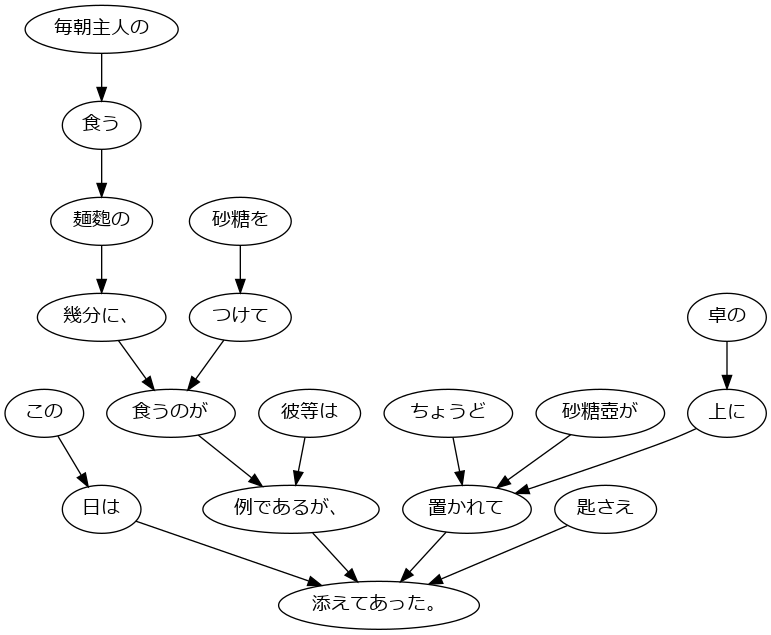 毎朝主人の
食う
麺麭の
砂糖を
幾分に、
つけて
卓の
この
食うのが
彼等は
ちょうど
砂糖壺が
上に
日は
例であるが、
置かれて
匙さえ
添えてあった。